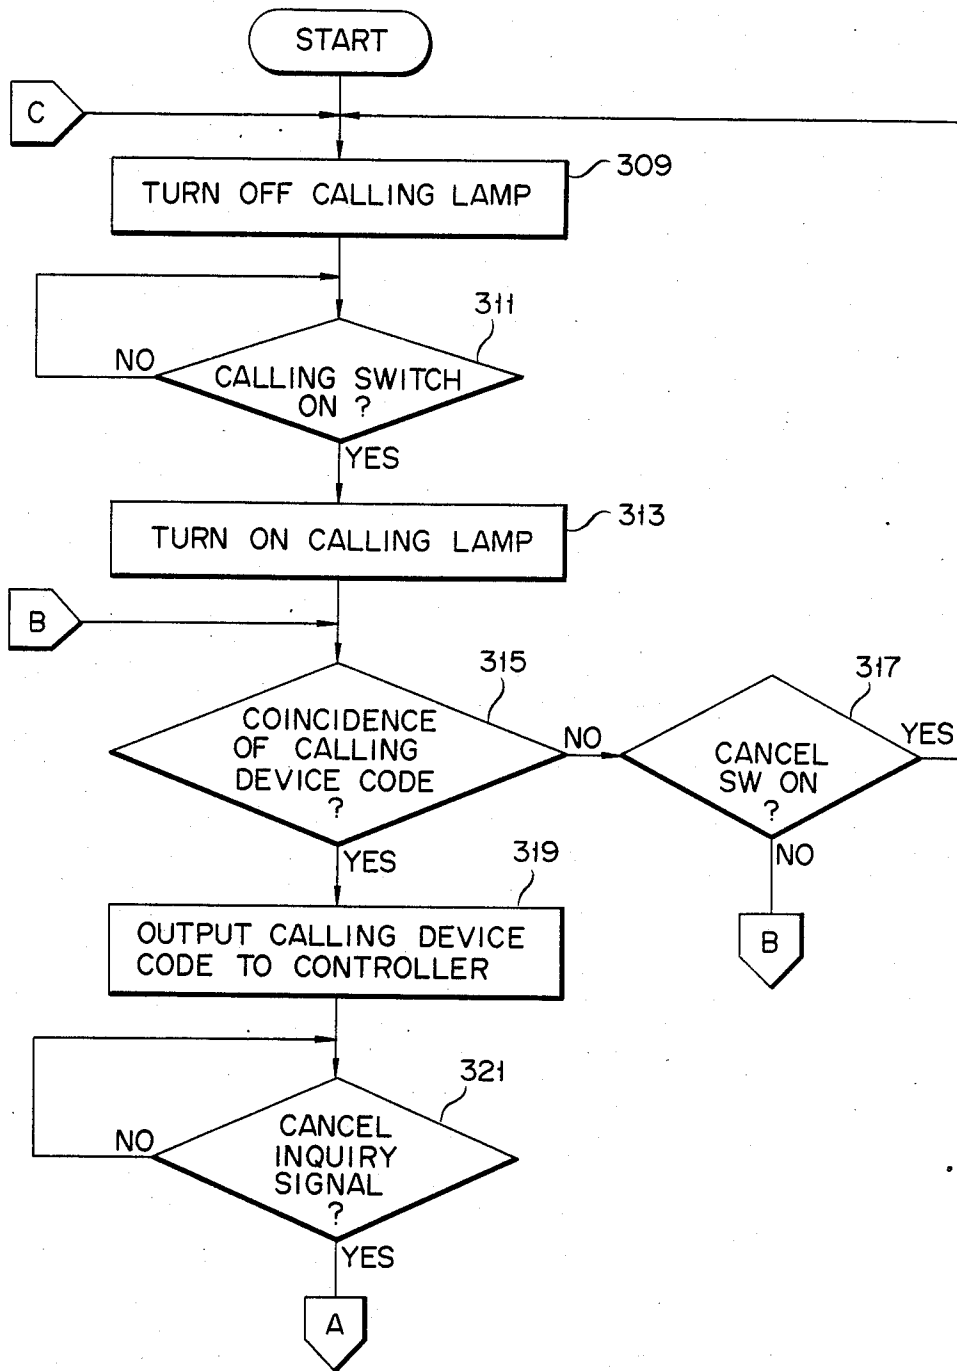 START
C
309
TURN OFF CALLING LAMP
311
NO
CALLING SWITCH
ON ?
YES
313
TURN ON CALLING LAMP
B
315
317
COINCIDENCE
OF CALLING
DEVICE CODE
?
NO
YES
CANCEL
SW ON
?
YES
319
NO
OUTPUT CALLING DEVICE
CODE TO CONTROLLER
B
321
NO
CANCEL
INQUIRY
SIGNAL
?
YES
A